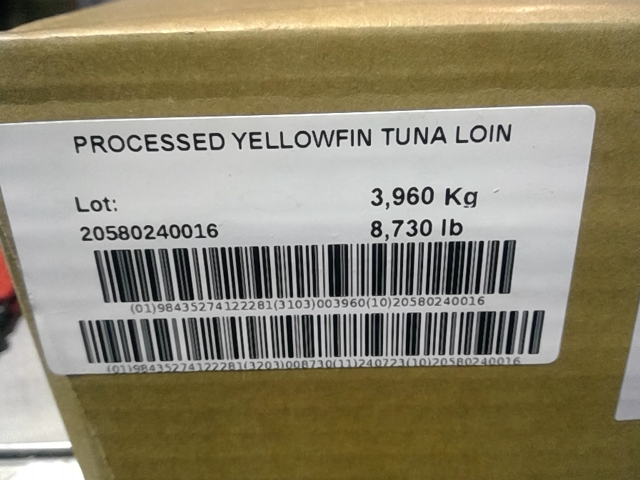 PROCESSED YELLOWFIN TUNA LOIN
Lot:
3,960 Kg
20580240016
8,730 lb
(01)98435274122281(3103)003960(10)20580240016
(01)98435274122281(3203)008730(11)240723(10)20580240016